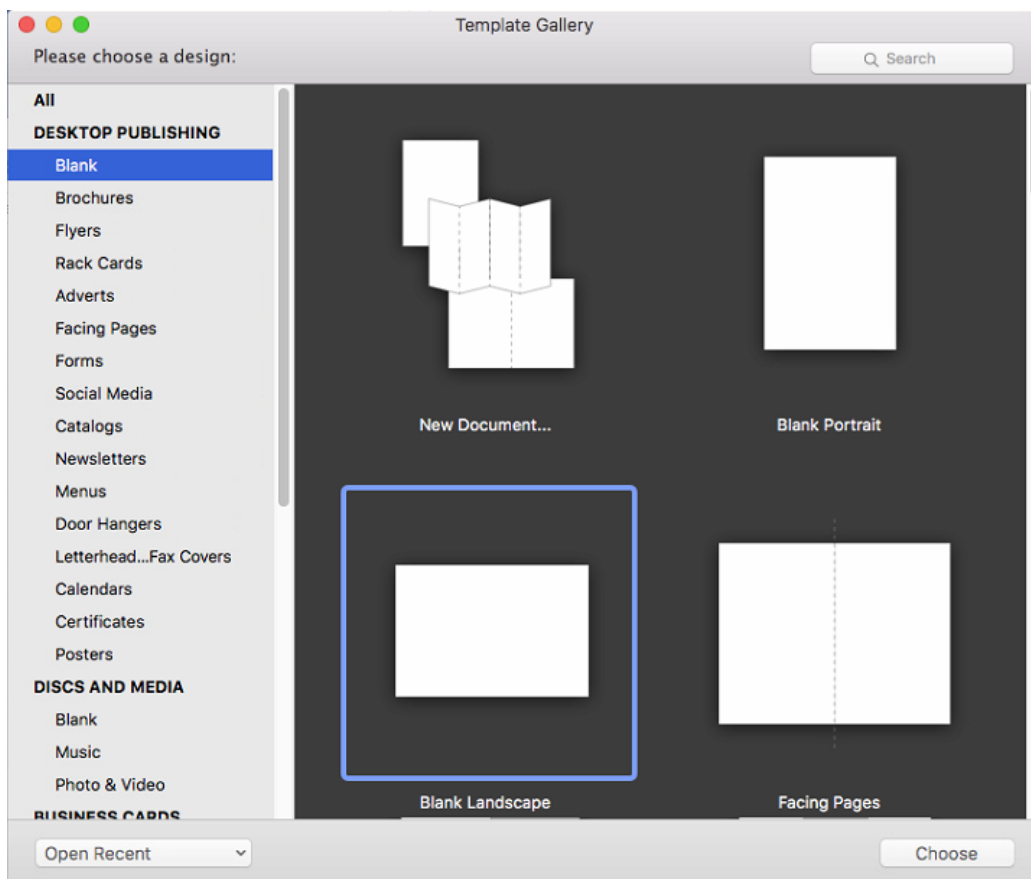 Template Gallery
Please choose a design:
Search
All
DESKTOP PUBLISHING
Blank
Brochures
Flyers
Rack Cards
Adverts
Facing Pages
Forms
Social Media
Catalogs
Newsletters
Menus
Door Hangers
Letterhead...Fax Covers
Calendars
Certificates
Posters
DISCS AND MEDIA
Blank
Music
Photo & Video
BUSINESS CARDS
New Document...
Blank Portrait
Blank Landscape
Facing Pages
Open Recent
Choose